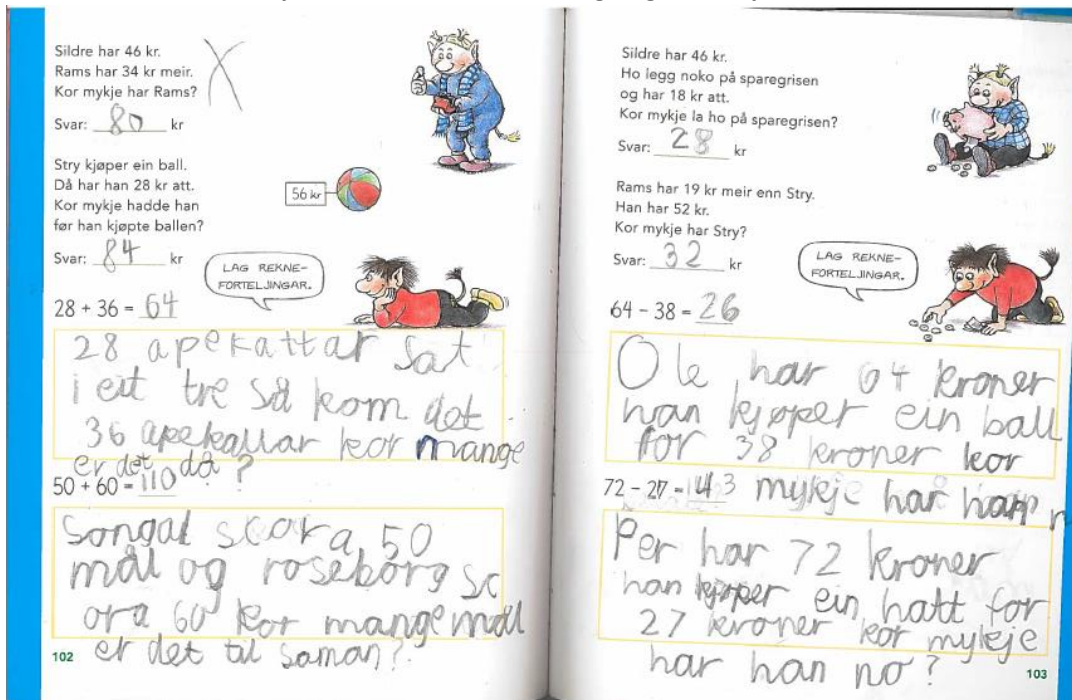 Sildre har 46 kr.
Rams har 34 kr meir.
Kor mykje har Rams?
Svar: 80 kr
Stry kjøper ein ball.
Då har han 28 kr att.
Kor mykje hadde han
før han kjøpte ballen?
56 kr
Svar: 84 kr
LAG REKNE-
FORTELJINGAR.
28 + 36 = 64
28 apekattar sat
i eit tre så kom det
36 apekallar kor mange
er det då ?
50 + 60 = 110
Songal skora 50
mål og roseborg sc
ora 60 kor mange mål
er det til saman?
102
Sildre har 46 kr.
Ho legg noko på sparegrisen
og har 18 kr att.
Kor mykje la ho på sparegrisen?
Svar: 28 kr
Rams har 19 kr meir enn Stry.
Han har 52 kr.
Kor mykje har Stry?
Svar: 32 kr
LAG REKNE-
FORTELJINGAR.
64 – 38 = 26
Ole har 64 kroner
han kjøper ein ball
for 38 kroner kor
mykje har han n
72 – 27 = 43
Per har 72 kroner
han kjøper ein hatt for
27 kroner kor mykje
har han no?
103